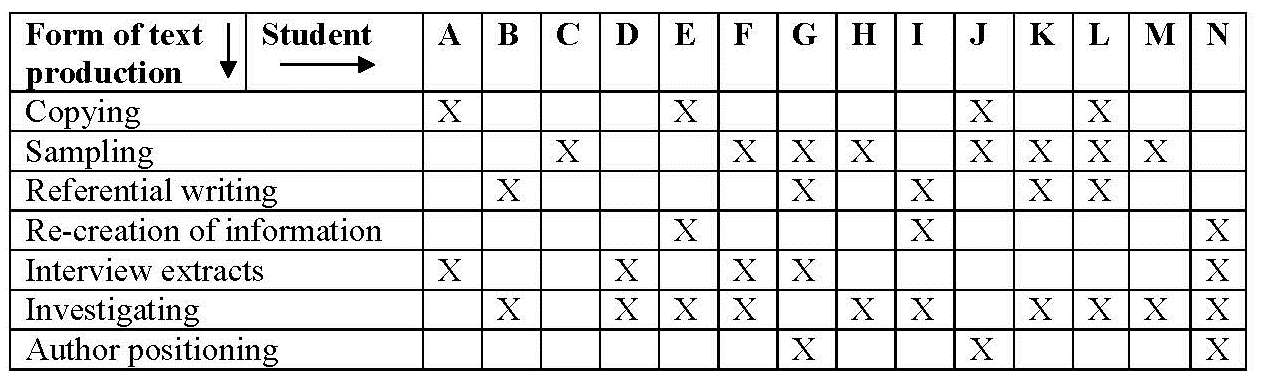 Form of text Student A B C D E F G H I J K L M N
production
Copying X X X X
Sampling X X X X X X X X
Referential writing X X X X X
Re-creation of information X X X
Interview extracts X X X X X
Investigating X X X X X X X X X X
Author positioning X X X